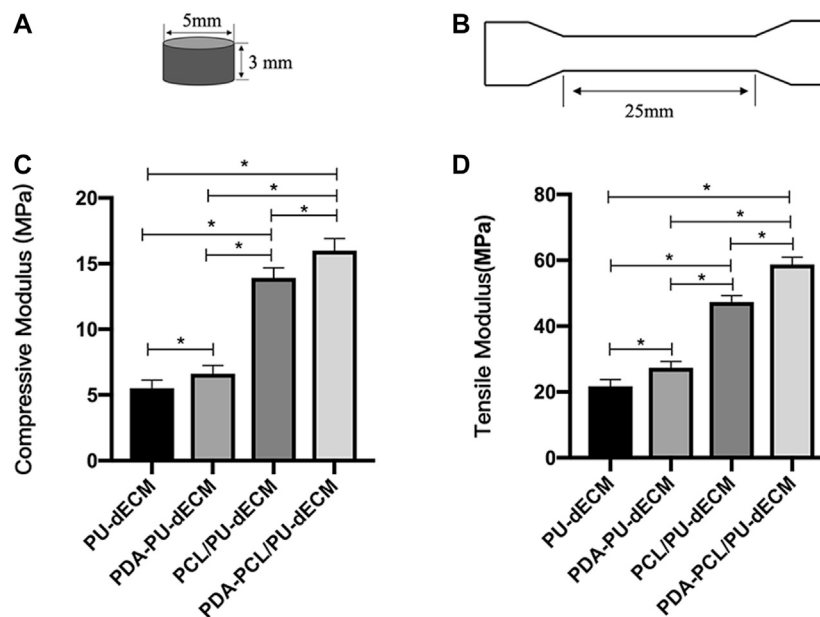 A
5mm
3 mm
B
25mm
C
Compressive Modulus (MPa)
20
15
10
5
0
*
*
*
*
*
*
PU-dECM
PDA-PU-dECM
PCL/PU-dECM
PDA-PCL/PU-dECM
D
Tensile Modulus(MPa)
80
60
40
20
0
*
*
*
*
*
*
PU-dECM
PDA-PU-dECM
PCL/PU-dECM
PDA-PCL/PU-dECM